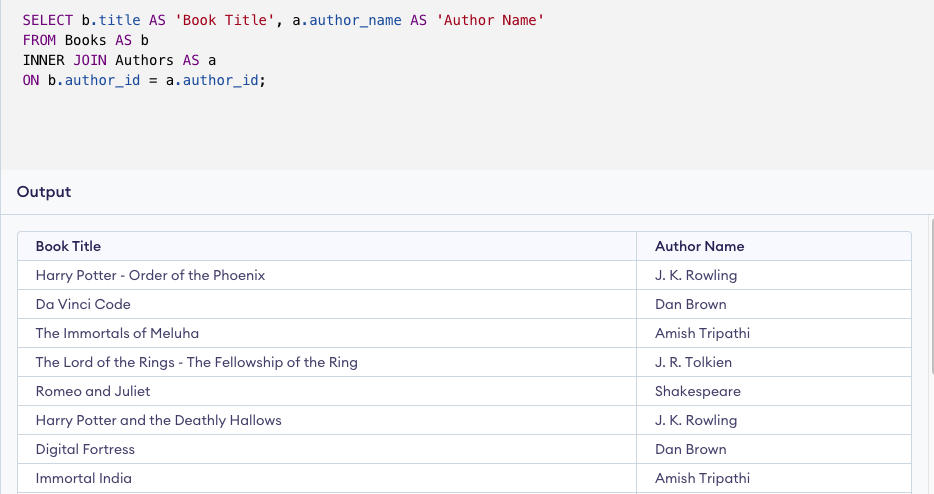 SELECT b.title AS 'Book Title', a.author_name AS 'Author Name'
FROM Books AS b
INNER JOIN Authors AS a
ON b.author_id = a.author_id;
Output
Book Title Author Name
Harry Potter - Order of the Phoenix J. K. Rowling
Da Vinci Code Dan Brown
The Immortals of Meluha Amish Tripathi
The Lord of the Rings - The Fellowship of the Ring J. R. Tolkien
Romeo and Juliet Shakespeare
Harry Potter and the Deathly Hallows J. K. Rowling
Digital Fortress Dan Brown
Immortal India Amish Tripathi